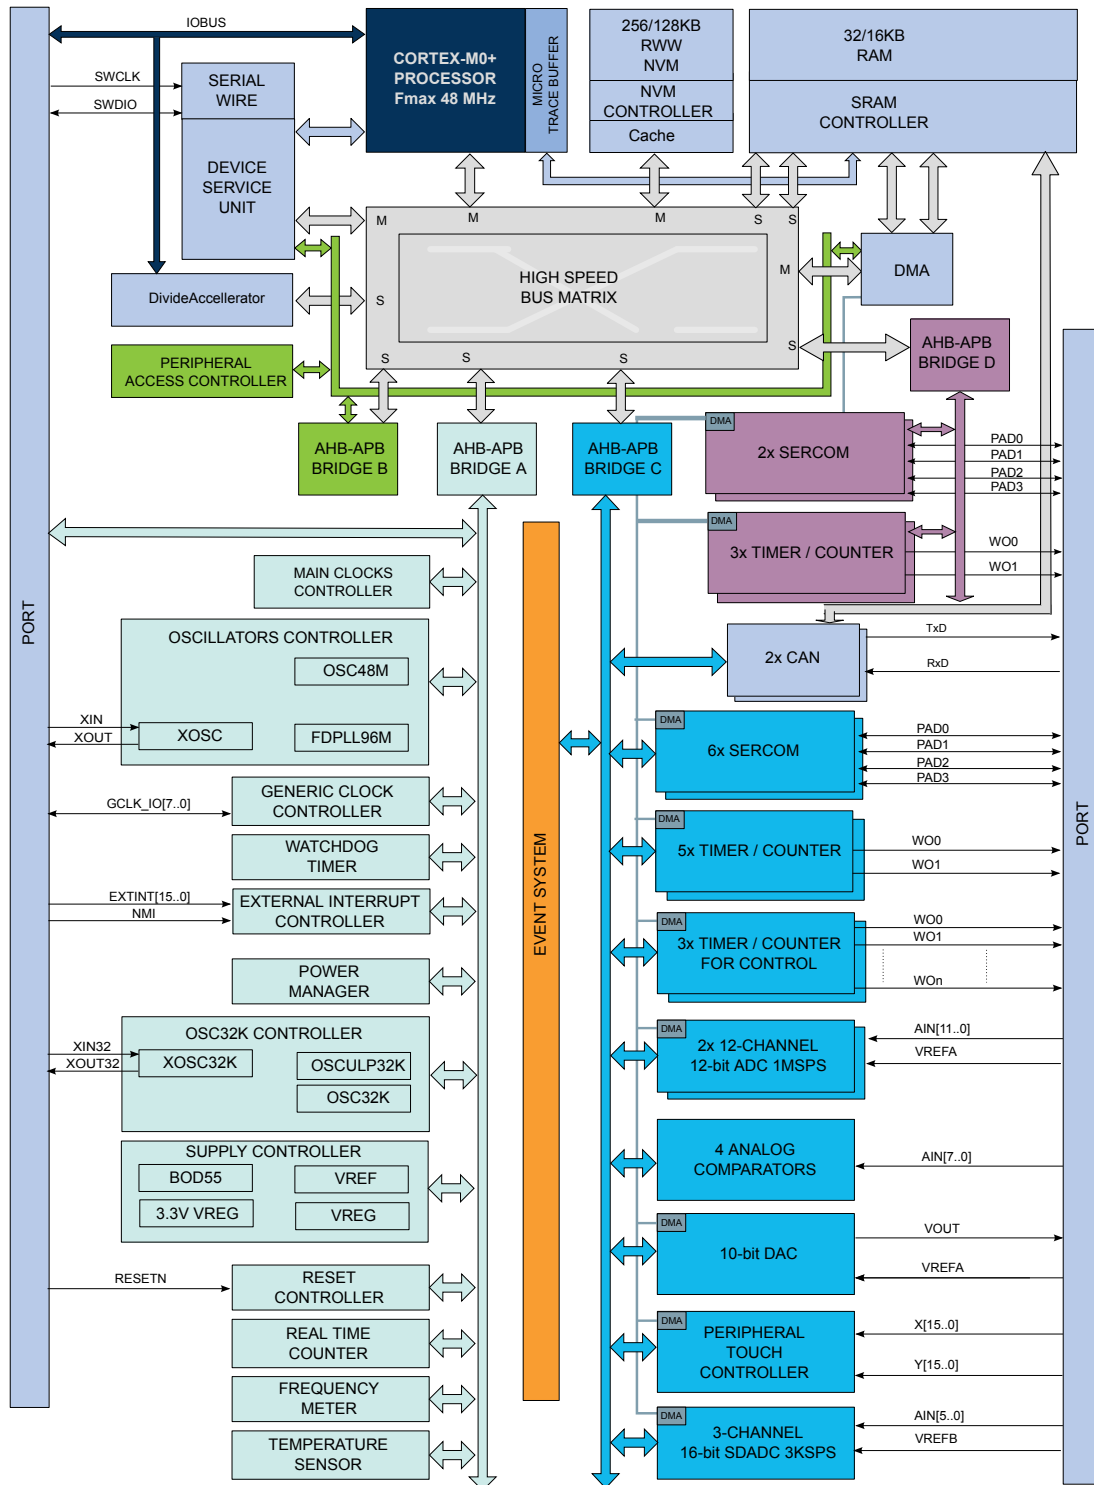 IOBUS
SWCLK
SWDIO
SERIAL
WIRE
DEVICE
SERVICE
UNIT
CORTEX-M0+
PROCESSOR
Fmax 48 MHz
MICRO
TRACE BUFFER
256/128KB
RWW
NVM
NVM
CONTROLLER
Cache
32/16KB
RAM
SRAM
CONTROLLER
M
M
M
S
S
HIGH SPEED
BUS MATRIX
M
S
S
S
S
S
DMA
DivideAccellerator
PERIPHERAL
ACCESS CONTROLLER
AHB-APB
BRIDGE B
AHB-APB
BRIDGE A
AHB-APB
BRIDGE C
AHB-APB
BRIDGE D
DMA
2x SERCOM
PAD0
PAD1
PAD2
PAD3
DMA
3x TIMER / COUNTER
WO0
WO1
2x CAN
TxD
RxD
PORT
MAIN CLOCKS
CONTROLLER
OSCILLATORS CONTROLLER
OSC48M
XOSC
FDPLL96M
XIN
XOUT
GCLK_IO[7..0]
GENERIC CLOCK
CONTROLLER
WATCHDOG
TIMER
EXTINT[15..0]
NMI
EXTERNAL INTERRUPT
CONTROLLER
POWER
MANAGER
OSC32K CONTROLLER
XIN32
XOUT32
XOSC32K
OSCULP32K
OSC32K
SUPPLY CONTROLLER
BOD55
VREF
3.3V VREG
VREG
RESETN
RESET
CONTROLLER
REAL TIME
COUNTER
FREQUENCY
METER
TEMPERATURE
SENSOR
EVENT SYSTEM
DMA
6x SERCOM
PAD0
PAD1
PAD2
PAD3
DMA
5x TIMER / COUNTER
WO0
WO1
DMA
3x TIMER / COUNTER
FOR CONTROL
WO0
WO1
WOn
DMA
2x 12-CHANNEL
12-bit ADC 1MSPS
AIN[11..0]
VREFA
4 ANALOG
COMPARATORS
AIN[7..0]
DMA
10-bit DAC
VOUT
VREFA
DMA
PERIPHERAL
TOUCH
CONTROLLER
X[15..0]
Y[15..0]
DMA
3-CHANNEL
16-bit SDADC 3KSPS
AIN[5..0]
VREFB
PORT